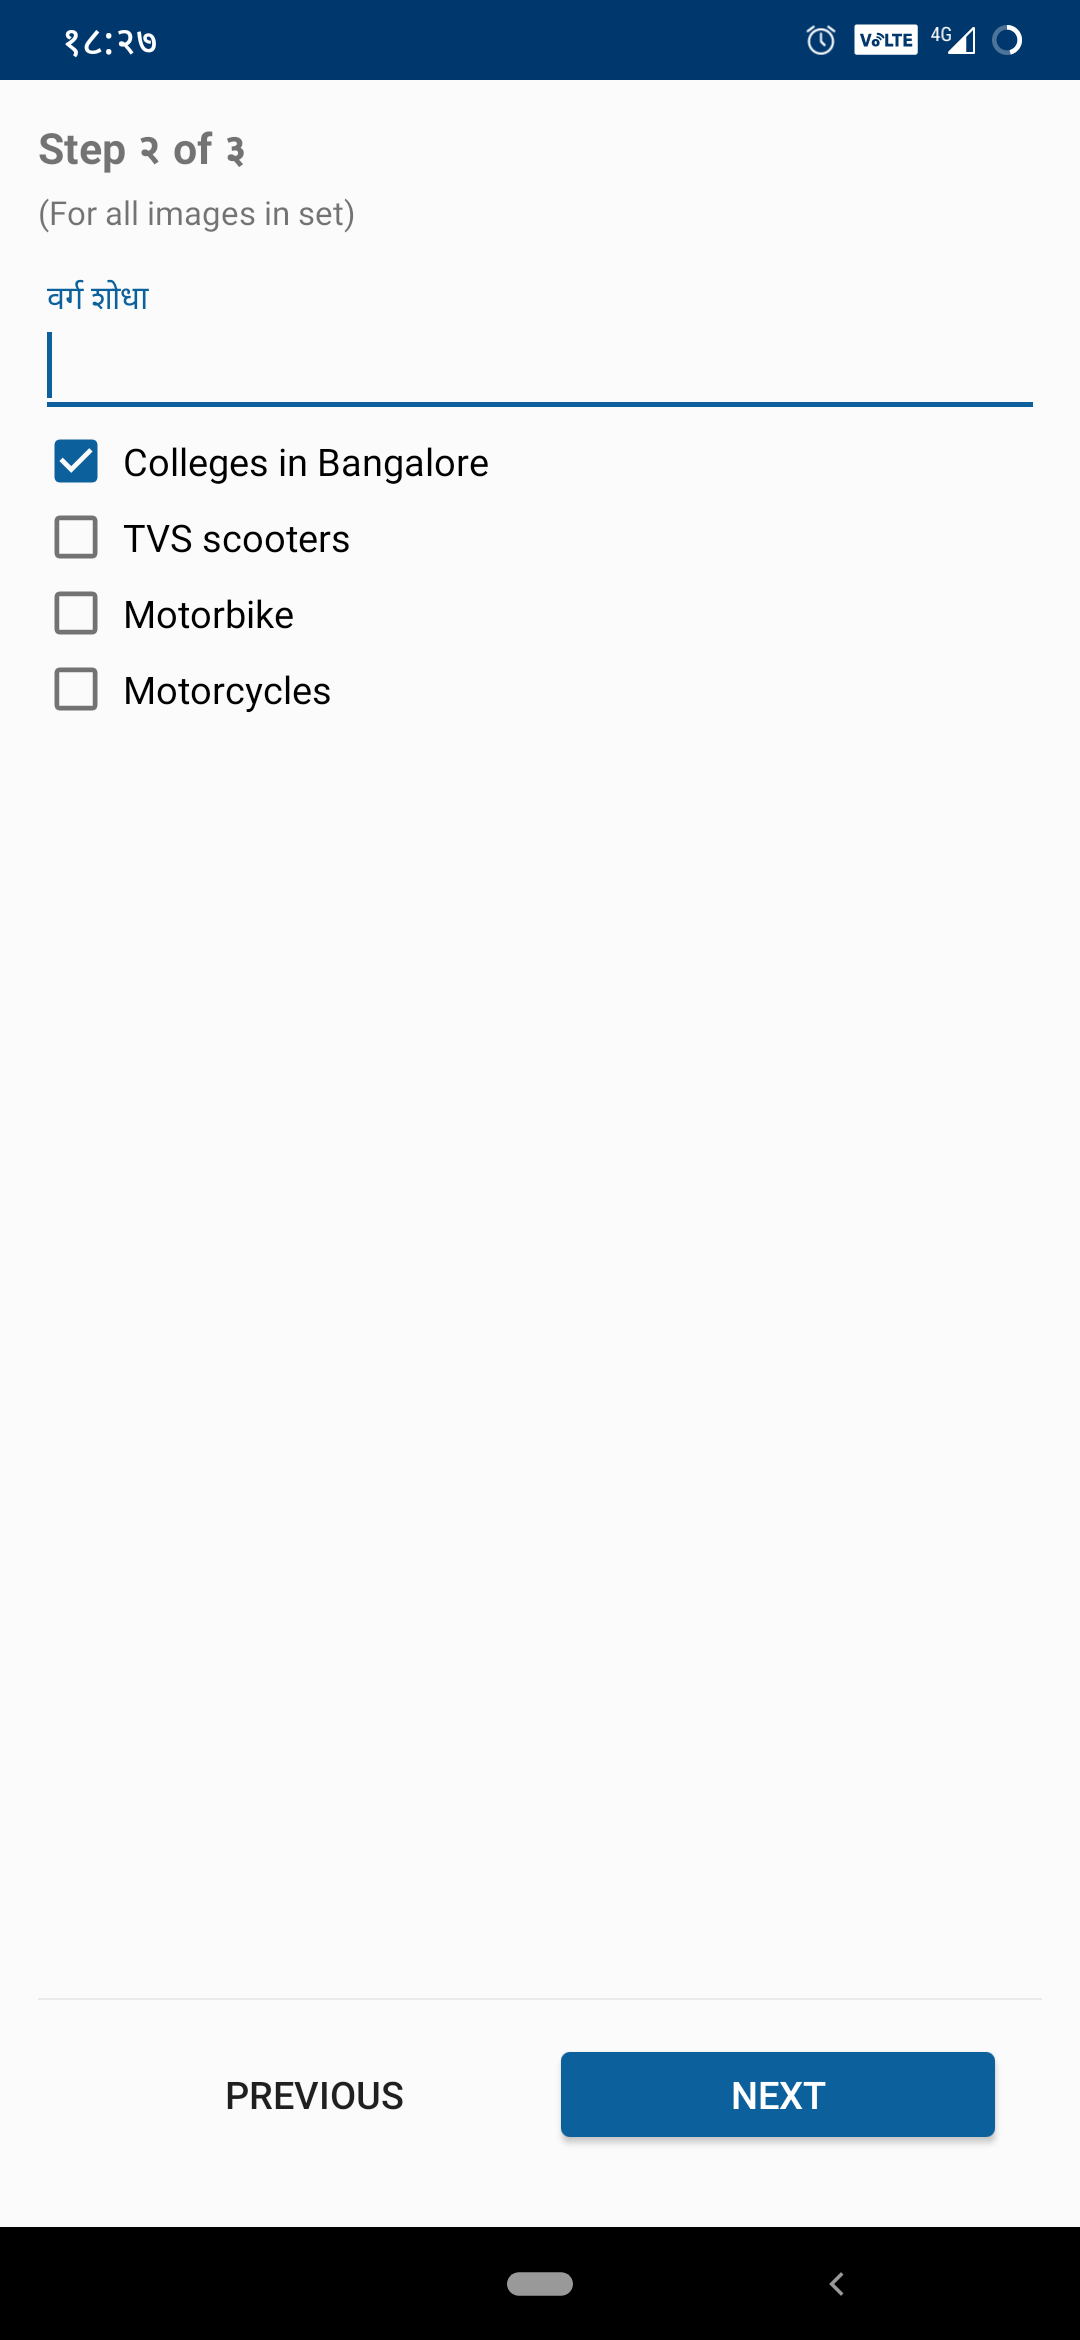 १८:२७
VoLTE 4G
Step २ of ३
(For all images in set)
वर्ग शोधा
Colleges in Bangalore
TVS scooters
Motorbike
Motorcycles
PREVIOUS NEXT